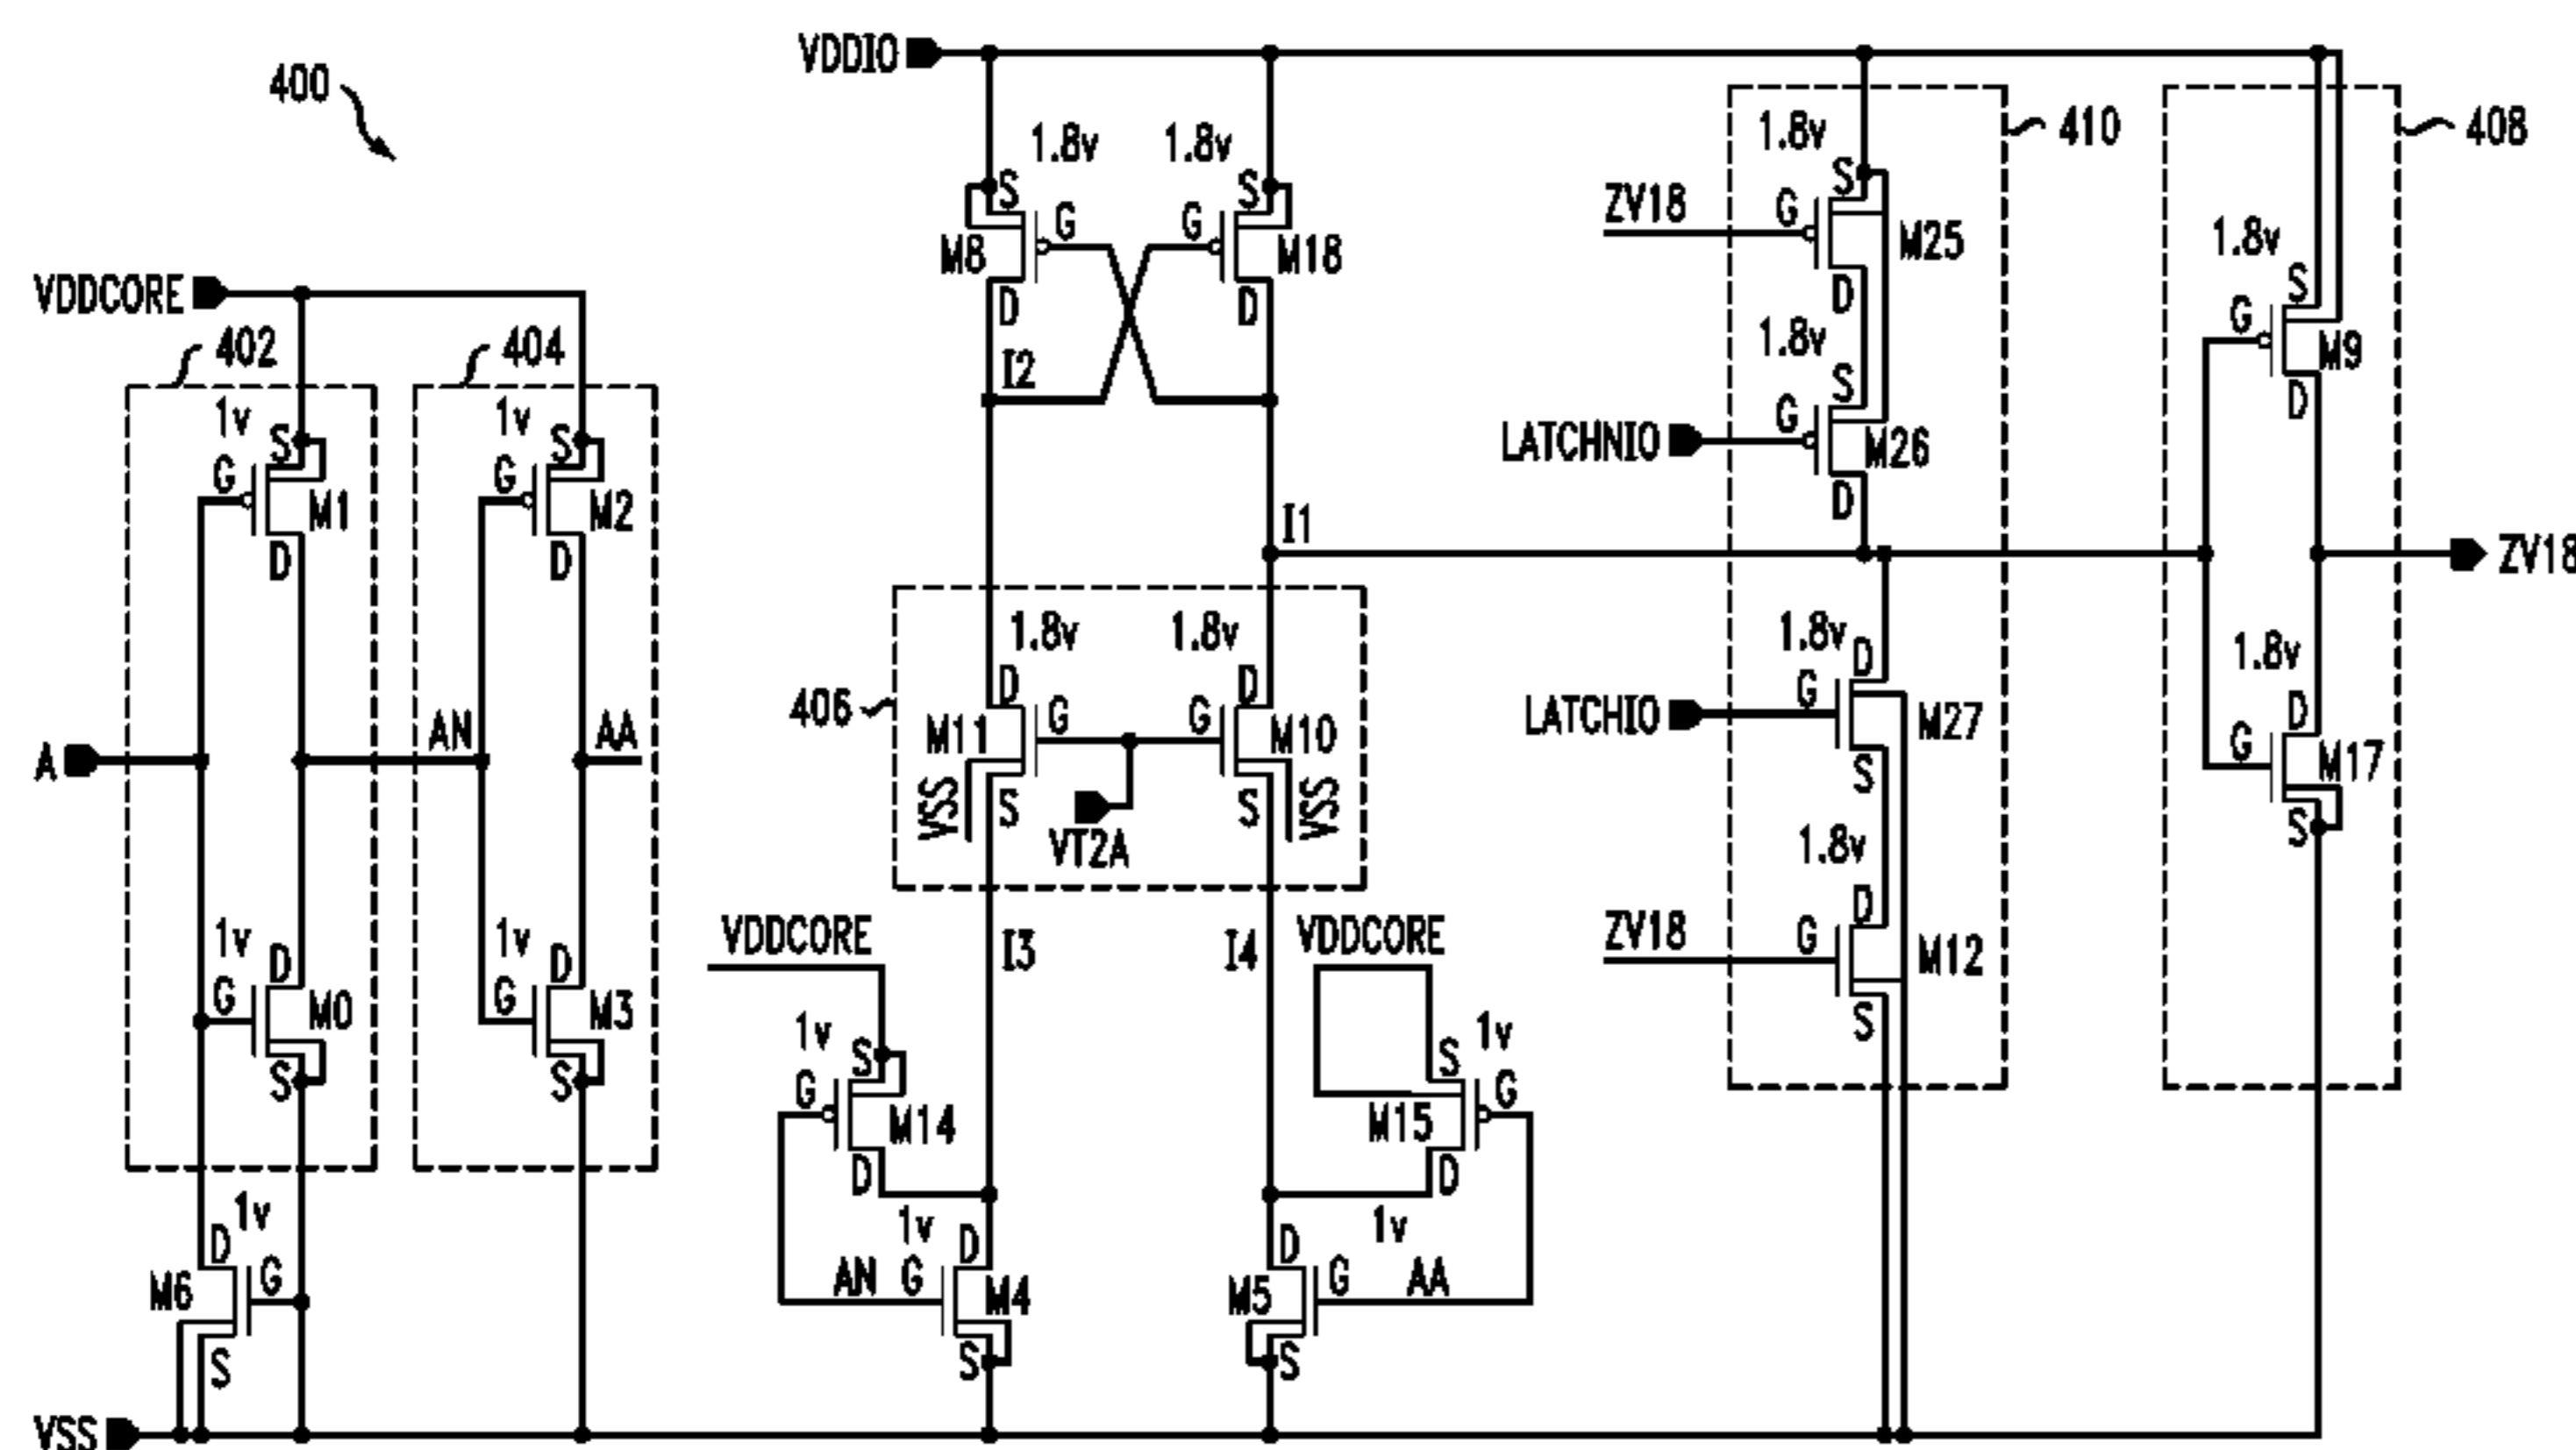 400
VDDIO
1.8v 1.8v
S S
G G
M8 M18
D D
I2
I1
VDDCORE
402
404
1v 1v
S S
G G
M1 M2
D D
A
AN
AA
1v 1v
D D
G G
M0 M3
S S
1v
D
G
M6
S
VSS
406
1.8v 1.8v
D D
G G
M11 M10
VSS S S VSS
VT2A
I3 I4
VDDCORE
1v
S
G
M14
D
VDDCORE
S
1v
G
M15
D
1v
D
AN G
M4
S
1v
D
G AA
M5
S
410
1.8v
S
ZV18 G
M25
D
1.8v
S
LATCHNIO G
M26
D
1.8v
D
LATCHIO G
M27
S
1.8v
D
ZV18 G
M12
S
408
1.8v
S
G
M9
D
ZV18
1.8v
D
G
M17
S